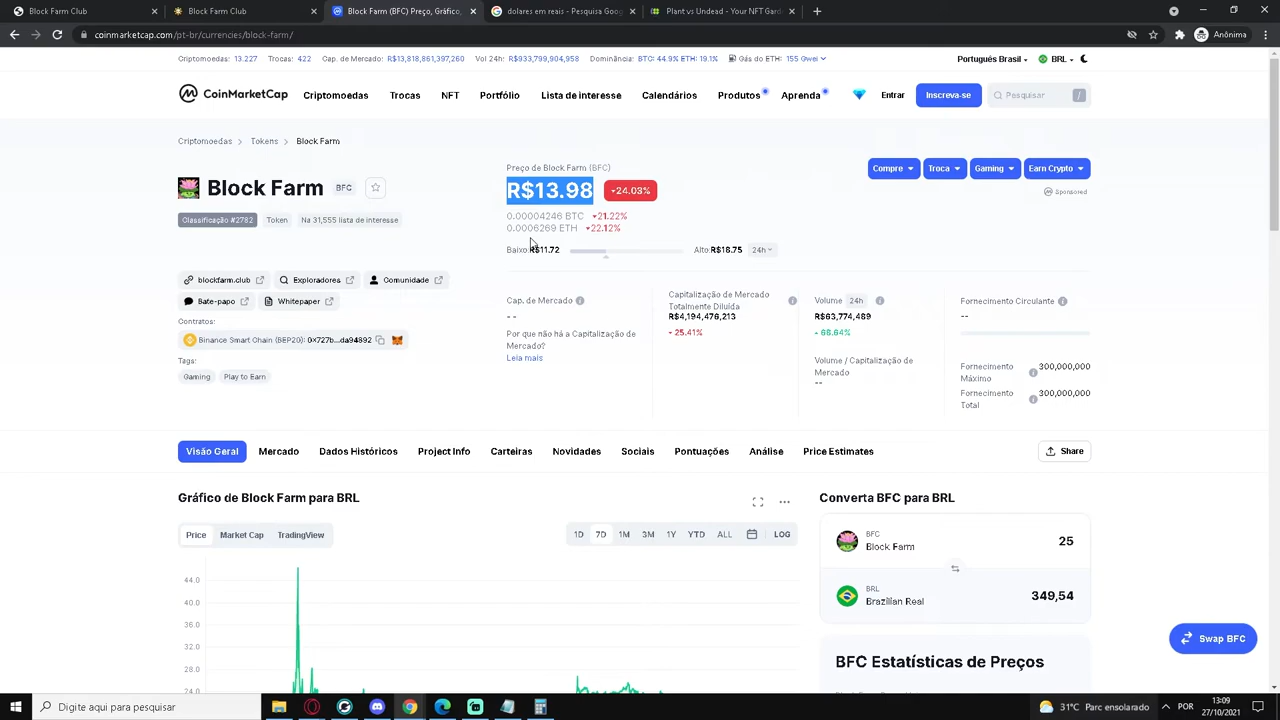 Block Farm Club
Block Farm Club
Block Farm (BFC) Preço, Gráfico,
dolares em reais - Pesquisa Goog
Plant vs Undead - Your NFT Gard
coinmarketcap.com/pt-br/currencies/block-farm/
Anônima
Criptomoedas: 13.227 Trocas: 422 Cap. de Mercado: R$13,818,861,397,260 Vol 24h: R$933,799,904,958 Dominância: BTC: 44.9% ETH: 19.1% Gás do ETH: 155 Gwei
Português Brasil BRL
CoinMarketCap
Criptomoedas Trocas NFT Portfólio Lista de interesse Calendários Produtos Aprenda
Entrar Inscreva-se Pesquisar /
Criptomoedas > Tokens > Block Farm
Block Farm BFC
Classificação #2782 Token Na 31,555 lista de interesse
Preço de Block Farm (BFC)
R$13.98 24.03%
0.00004246 BTC 21.22%
0.0006269 ETH 22.12%
Baixo:R$11.72 Alto:R$18.75 24h
Compre Troca Gaming Earn Crypto
Sponsored
blockfarm.club Exploradores Comunidade
Bate-papo Whitepaper
Contratos:
Binance Smart Chain (BEP20): 0x727b...da94892
Tags:
Gaming Play to Earn
Cap. de Mercado
- -
Por que não há a Capitalização de
Mercado?
Leia mais
Capitalização de Mercado
Totalmente Diluída
R$4,194,476,213
25.41%
Volume 24h
R$63,774,489
68.64%
Volume / Capitalização de
Mercado
--
Fornecimento Circulante
--
Fornecimento
Máximo
300,000,000
Fornecimento
Total
300,000,000
Visão Geral Mercado Dados Históricos Project Info Carteiras Novidades Sociais Pontuações Análise Price Estimates
Share
Gráfico de Block Farm para BRL
Price Market Cap TradingView
1D 7D 1M 3M 1Y YTD ALL LOG
44.0
40.0
36.0
32.0
28.0
24.0
Converta BFC para BRL
BFC
Block Farm
25
BRL
Brazilian Real
349,54
Swap BFC
BFC Estatísticas de Preços
Digite aqui para pesquisar
31°C Parc ensolarado
POR
13:09
27/10/2021